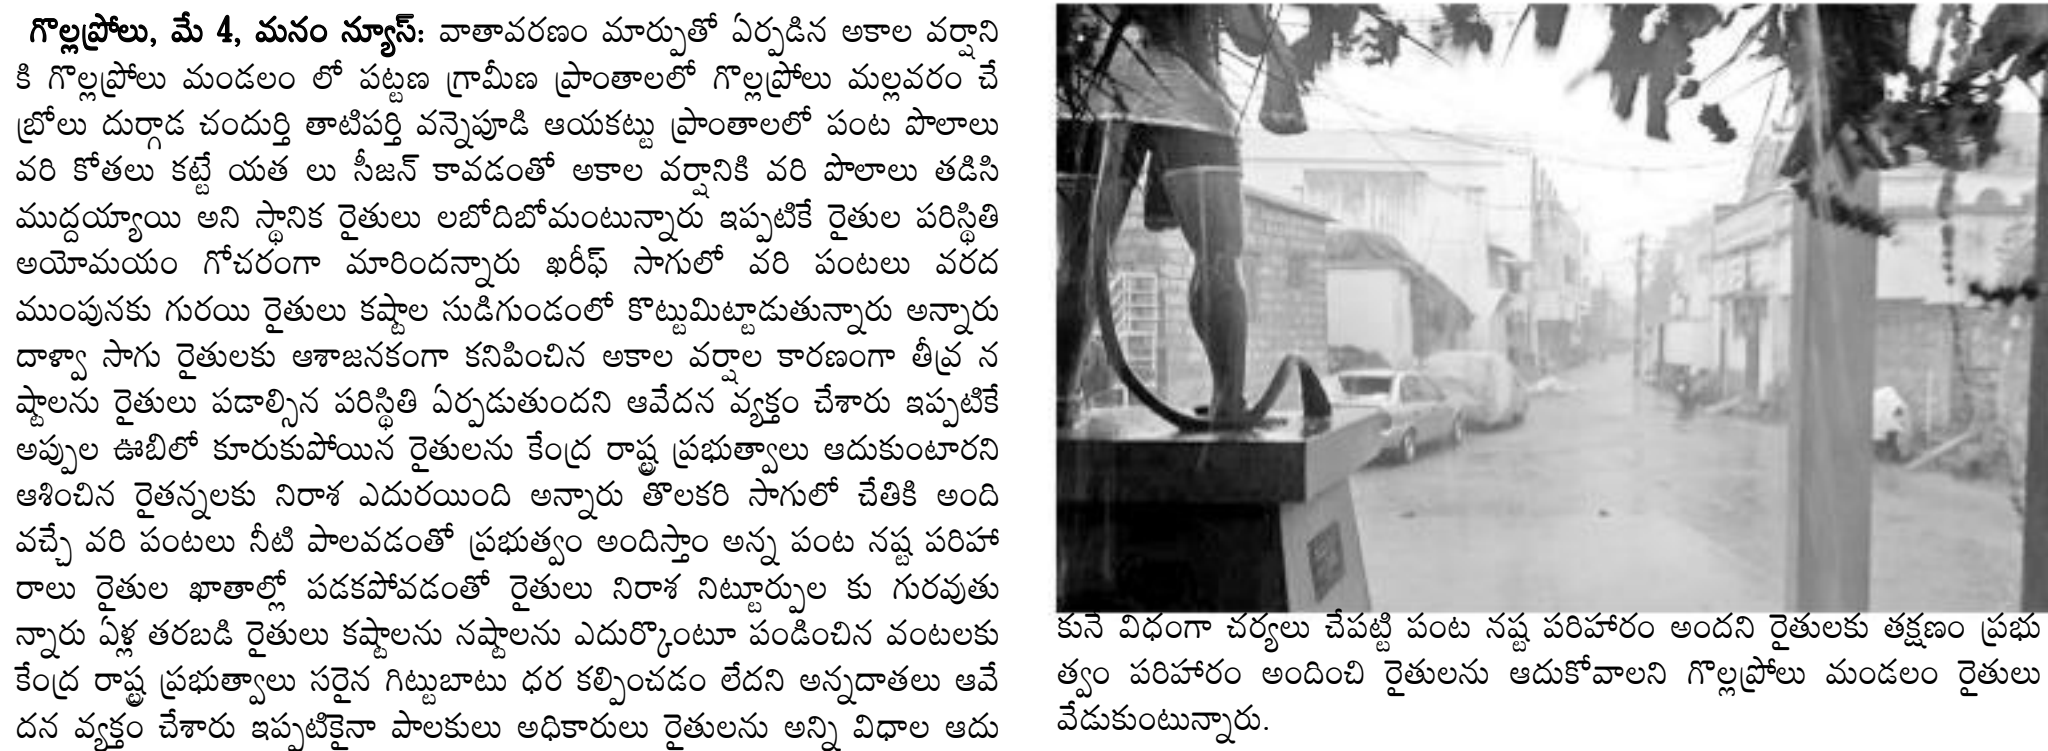 గొల్లప్రోలు, మే 4, మనం న్యూస్: వాతావరణం మార్పుతో ఏర్పడిన అకాల వర్షాని
కి గొల్లప్రోలు మండలం లో పట్టణ గ్రామీణ ప్రాంతాలలో గొల్లప్రోలు మల్లవరం చే
బ్రోలు దుర్గాడ చందుర్తి తాటిపర్తి వన్నెపూడి ఆయకట్టు ప్రాంతాలలో పంట పొలాలు
వరి కోతలు కట్టే యత లు సీజన్ కావడంతో అకాల వర్షానికి వరి పొలాలు తడిసి
ముద్దయ్యాయి అని స్థానిక రైతులు లబోదిబోమంటున్నారు ఇప్పటికే రైతుల పరిస్థితి
అయోమయం గోచరంగా మారిందన్నారు ఖరీఫ్ సాగులో వరి పంటలు వరద
ముంపునకు గురయి రైతులు కష్టాల సుడిగుండంలో కొట్టుమిట్టాడుతున్నారు అన్నారు
దాళ్వా సాగు రైతులకు ఆశాజనకంగా కనిపించిన అకాల వర్షాల కారణంగా తీవ్ర న
ష్టాలను రైతులు పడాల్సిన పరిస్థితి ఏర్పడుతుందని ఆవేదన వ్యక్తం చేశారు ఇప్పటికే
అప్పుల ఊబిలో కూరుకుపోయిన రైతులను కేంద్ర రాష్ట్ర ప్రభుత్వాలు ఆదుకుంటారని
ఆశించిన రైతన్నలకు నిరాశ ఎదురయింది అన్నారు తొలకరి సాగులో చేతికి అంది
వచ్చే వరి పంటలు నీటి పాలవడంతో ప్రభుత్వం అందిస్తాం అన్న పంట నష్ట పరిహా
రాలు రైతుల ఖాతాల్లో పడకపోవడంతో రైతులు నిరాశ నిట్టూర్పుల కు గురవుతు
న్నారు ఏళ్ల తరబడి రైతులు కష్టాలను నష్టాలను ఎదుర్కొంటూ పండించిన వంటలకు
కేంద్ర రాష్ట్ర ప్రభుత్వాలు సరైన గిట్టుబాటు ధర కల్పించడం లేదని అన్నదాతలు ఆవే
దన వ్యక్తం చేశారు ఇప్పటికైనా పాలకులు అధికారులు రైతులను అన్ని విధాల ఆదు
కునే విధంగా చర్యలు చేపట్టి పంట నష్ట పరిహారం అందని రైతులకు తక్షణం ప్రభు
త్వం పరిహారం అందించి రైతులను ఆదుకోవాలని గొల్లప్రోలు మండలం రైతులు
వేడుకుంటున్నారు.